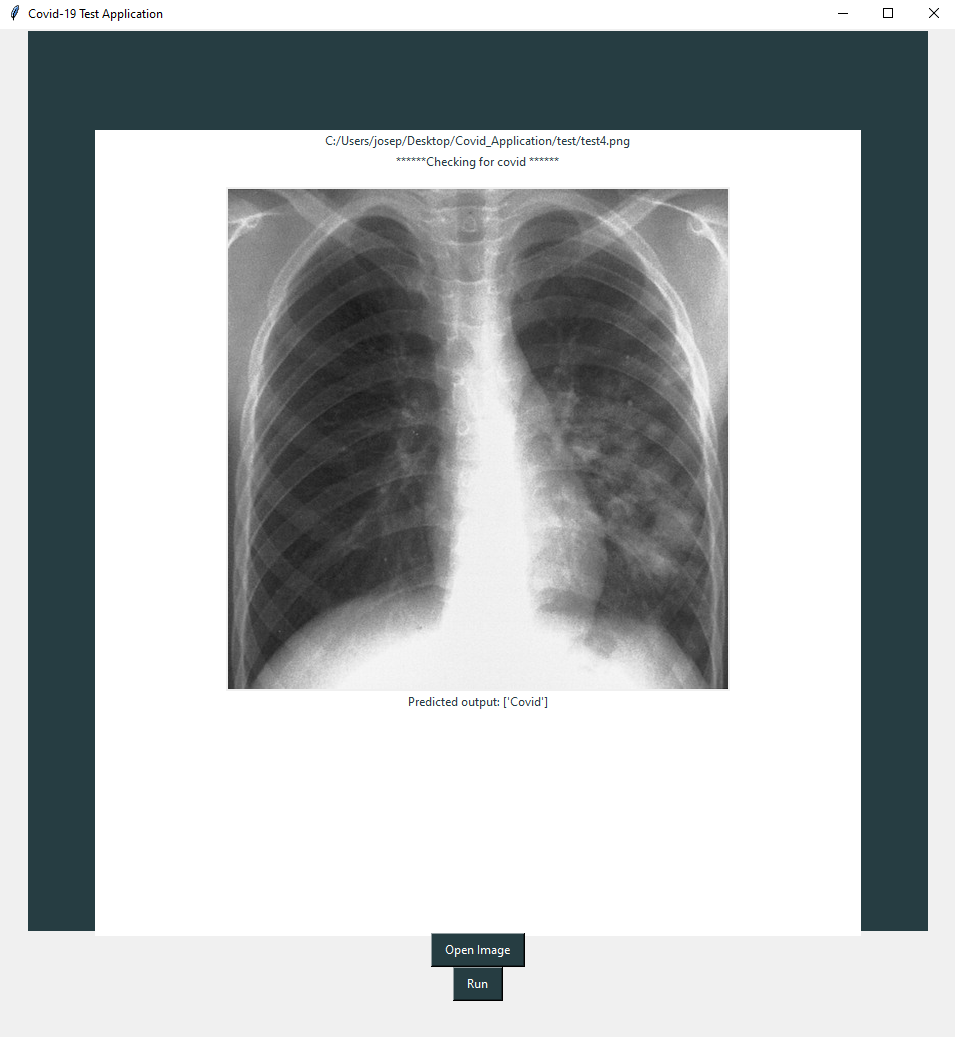 Covid-19 Test Application
C:/Users/josep/Desktop/Covid_Application/test/test4.png
******Checking for covid ******
Predicted output: ['Covid']
Open Image
Run